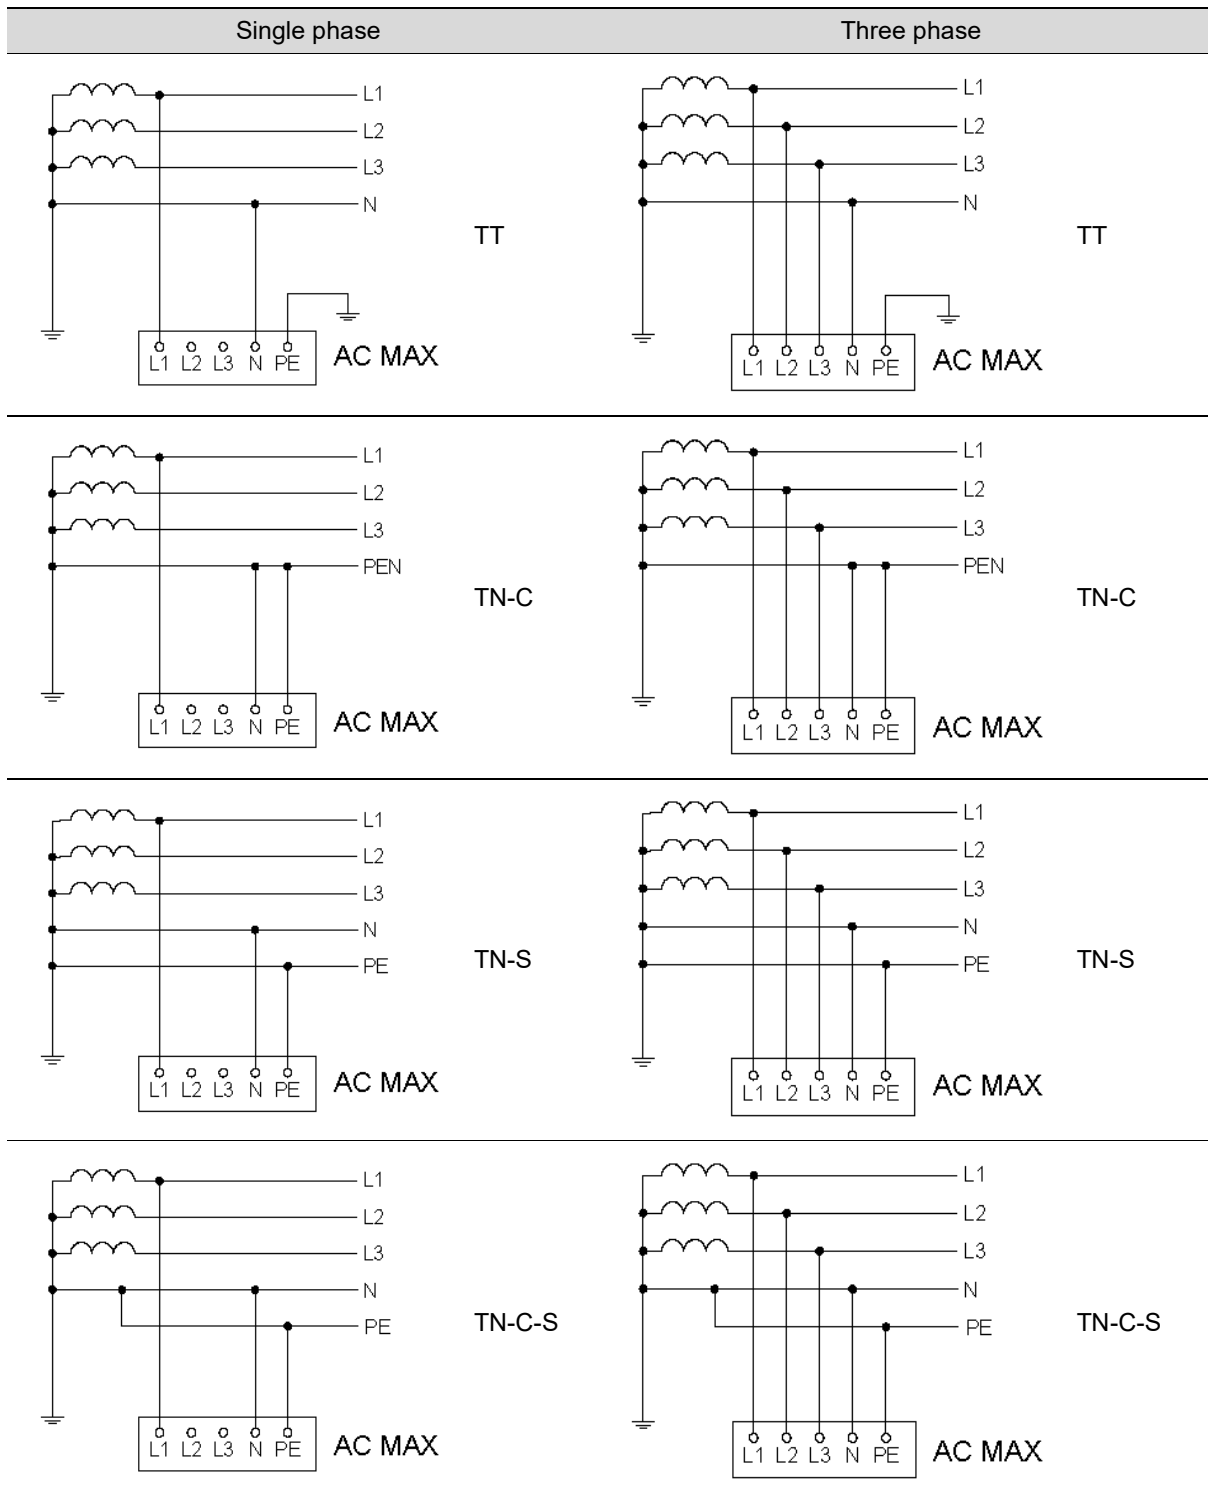 Single phase Three phase
L1
L2
L3
N
TT
L1 L2 L3 N PE AC MAX
L1
L2
L3
N
TT
L1 L2 L3 N PE AC MAX
L1
L2
L3
PEN
TN-C
L1 L2 L3 N PE AC MAX
L1
L2
L3
PEN
TN-C
L1 L2 L3 N PE AC MAX
L1
L2
L3
N
PE
TN-S
L1 L2 L3 N PE AC MAX
L1
L2
L3
N
PE
TN-S
L1 L2 L3 N PE AC MAX
L1
L2
L3
N
PE
TN-C-S
L1 L2 L3 N PE AC MAX
L1
L2
L3
N
PE
TN-C-S
L1 L2 L3 N PE AC MAX